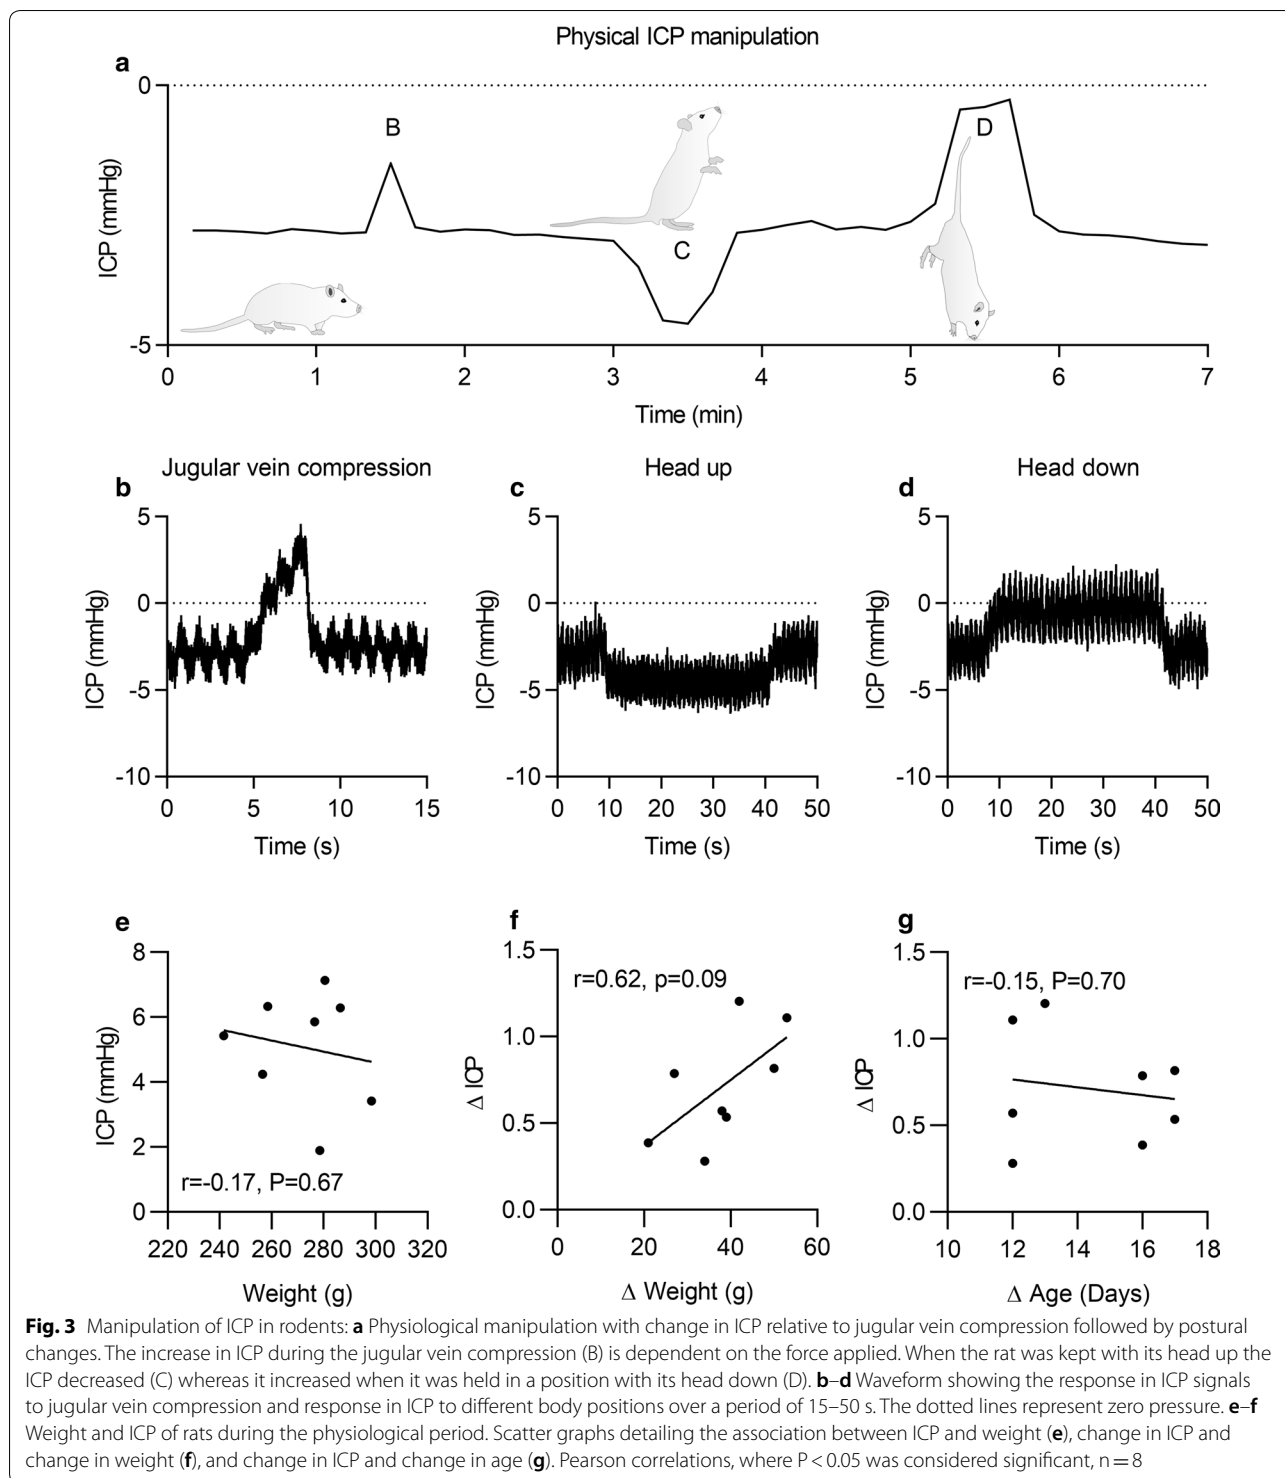 Physical ICP manipulation
a
0
B
D
C
ICP (mmHg)
-5
0 1 2 3 4 5 6 7
Time (min)
Jugular vein compression
Head up
Head down
b
c
d
5
0
-5
-10
ICP (mmHg)
0 5 10 15
Time (s)
5
0
-5
-10
ICP (mmHg)
0 10 20 30 40 50
Time (s)
5
0
-5
-10
ICP (mmHg)
0 10 20 30 40 50
Time (s)
e
8
6
4
2
0
ICP (mmHg)
r=-0.17, P=0.67
220 240 260 280 300 320
Weight (g)
f
1.5
1.0
0.5
0.0
Δ ICP
r=0.62, p=0.09
0 20 40 60
Δ Weight (g)
g
1.5
1.0
0.5
0.0
Δ ICP
r=-0.15, P=0.70
10 12 14 16 18
Δ Age (Days)
Fig. 3 Manipulation of ICP in rodents: a Physiological manipulation with change in ICP relative to jugular vein compression followed by postural
changes. The increase in ICP during the jugular vein compression (B) is dependent on the force applied. When the rat was kept with its head up the
ICP decreased (C) whereas it increased when it was held in a position with its head down (D). b–d Waveform showing the response in ICP signals
to jugular vein compression and response in ICP to different body positions over a period of 15–50 s. The dotted lines represent zero pressure. e–f
Weight and ICP of rats during the physiological period. Scatter graphs detailing the association between ICP and weight (e), change in ICP and
change in weight (f), and change in ICP and change in age (g). Pearson correlations, where P < 0.05 was considered significant, n = 8